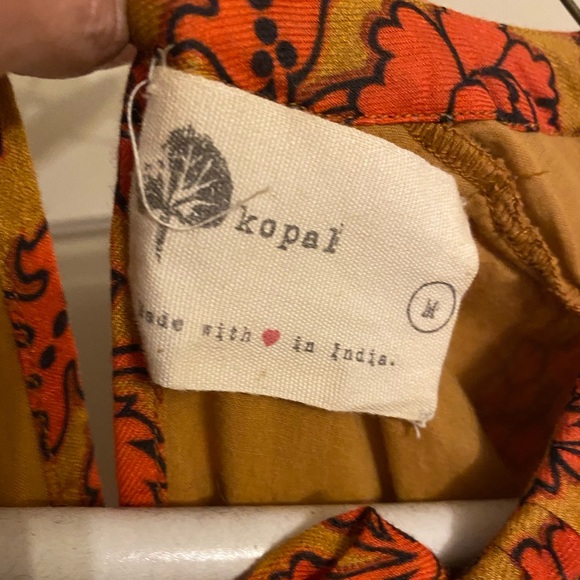 kopal
made with ❤ in India.
M